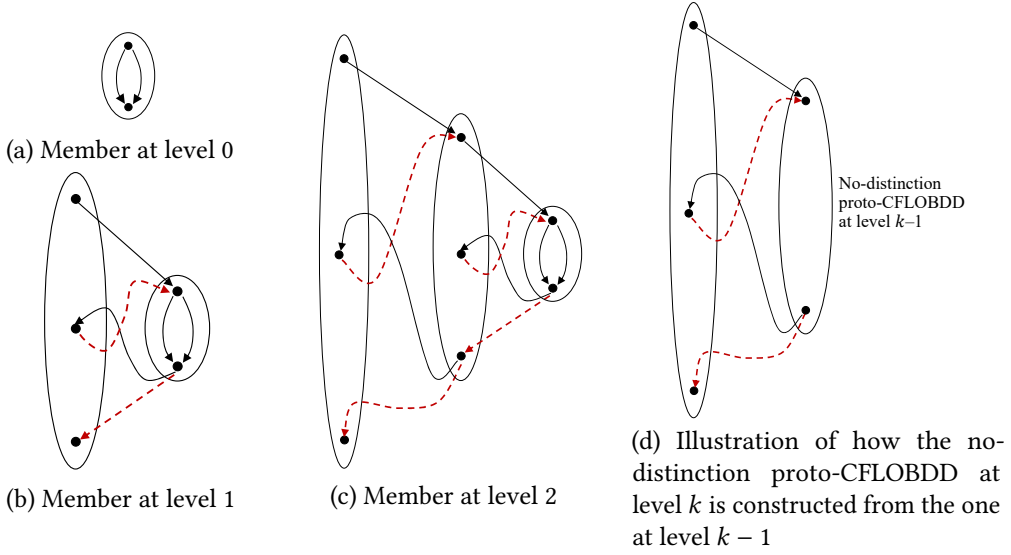 (a) Member at level 0
No-distinction
proto-CFLOBDD
at level k–1
(b) Member at level 1
(c) Member at level 2
(d) Illustration of how the no-
distinction proto-CFLOBDD at
level k is constructed from the one
at level k − 1